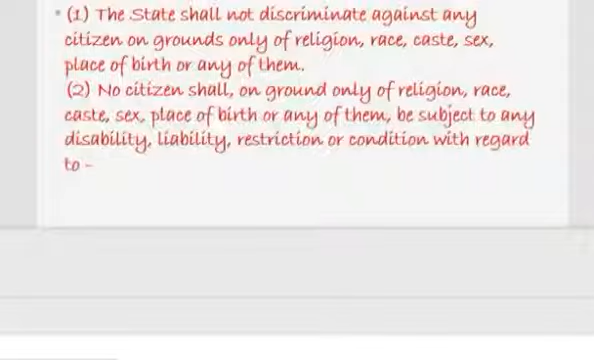 • (1) The State shall not discriminate against any
citizen on grounds only of religion, race, caste, sex,
place of birth or any of them.
(2) No citizen shall, on ground only of religion, race,
caste, sex, place of birth or any of them, be subject to any
disability, liability, restriction or condition with regard
to -